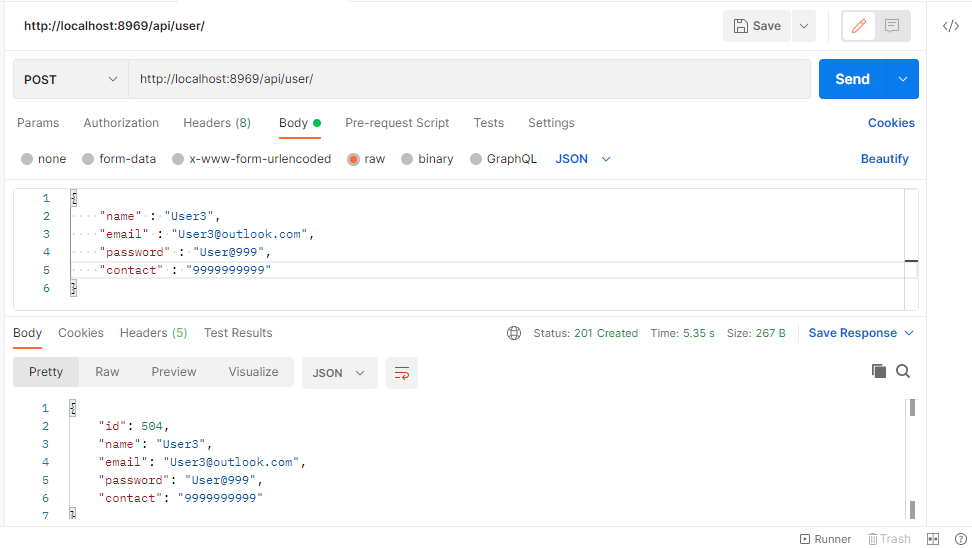 http://localhost:8969/api/user/
Save
POST
http://localhost:8969/api/user/
Send
Params Authorization Headers (8) Body Pre-request Script Tests Settings Cookies
none form-data x-www-form-urlencoded raw binary GraphQL JSON Beautify
1 {
2 "name" : "User3",
3 "email" : "User3@outlook.com",
4 "password" : "User@999",
5 "contact" : "9999999999"
6 }
Body Cookies Headers (5) Test Results Status: 201 Created Time: 5.35 s Size: 267 B Save Response
Pretty Raw Preview Visualize JSON
1 {
2 "id": 504,
3 "name": "User3",
4 "email": "User3@outlook.com",
5 "password": "User@999",
6 "contact": "9999999999"
7 }
Runner Trash